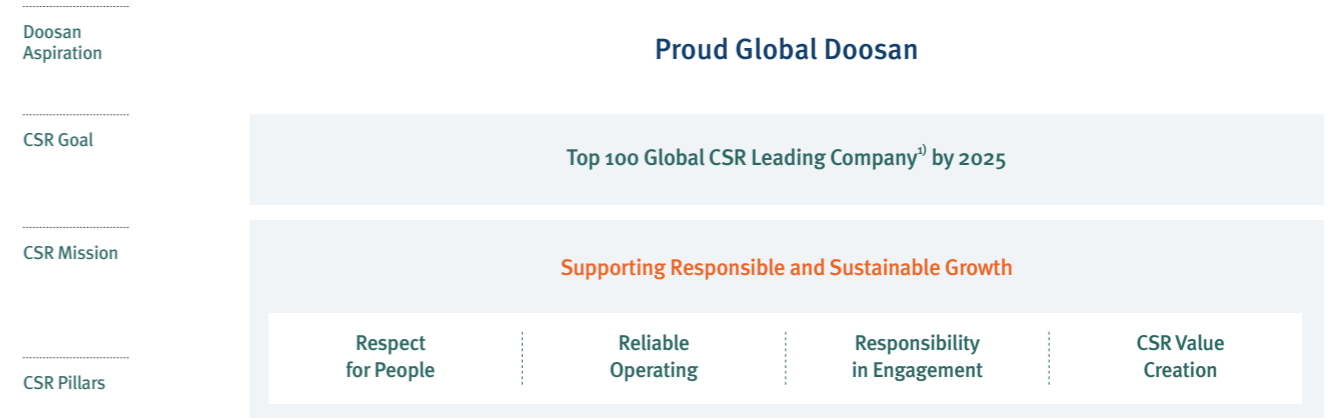 Doosan
Aspiration
Proud Global Doosan
CSR Goal
Top 100 Global CSR Leading Company¹⁾ by 2025
CSR Mission
Supporting Responsible and Sustainable Growth
CSR Pillars
Respect
for People
Reliable
Operating
Responsibility
in Engagement
CSR Value
Creation